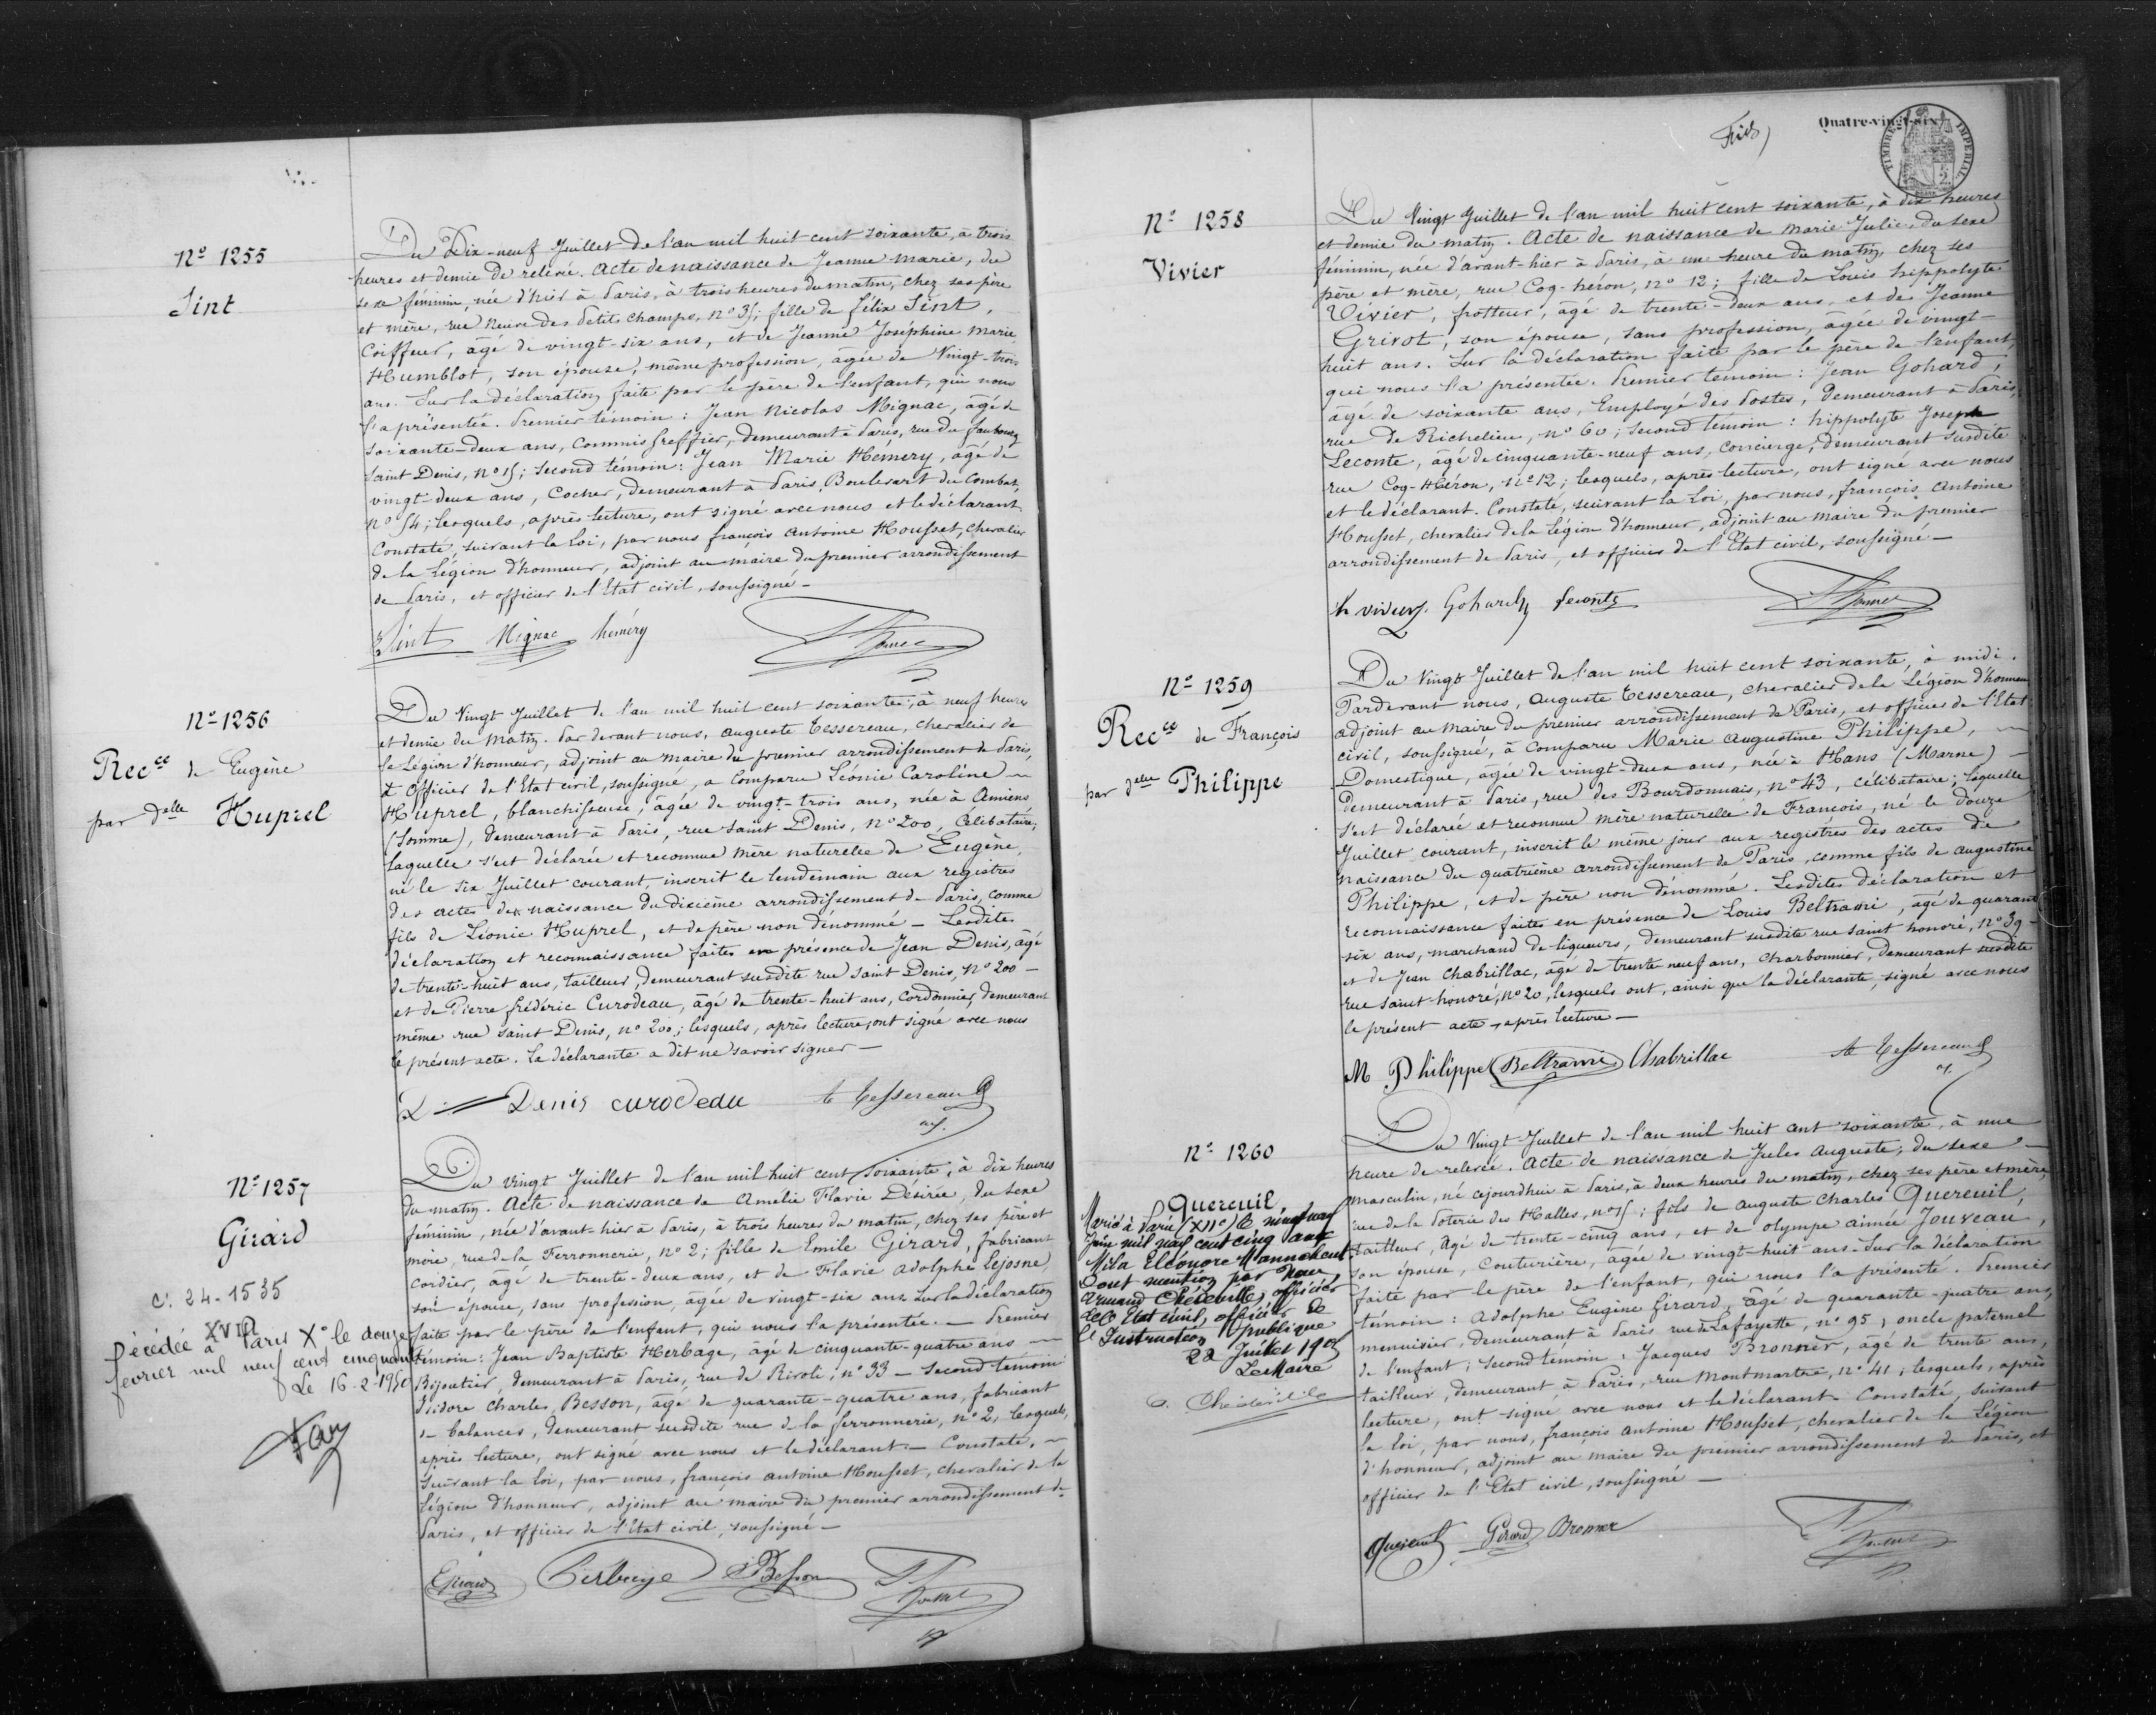 Nº 1255
Sint
Du Dix-neuf Juillet de l'an mil huit cent soixante, à trois
heures et demie de relevée. Acte de naissance de Jeanne Marie, du
sexe féminin, née d'hier à Paris, à trois heures du matin, chez ses père
et mère, rue Neuve des Petits champs, nº 35; fille de Félix Sint,
Coiffeur, âgé de vingt-six ans, et de Jeanne Joséphine Marie
Humblot, son épouse, même profession, âgée de Vingt-trois
ans. Sur la déclaration faite par le père de l'enfant, qui nous
l'a présentée. Premier témoin : Jean Nicolas Mignac, âgé de
soixante-deux ans, Commis Greffier, demeurant à Paris, rue du faubourg
Saint Denis, nº 15; second témoin : Jean Marie Hémery, âgé de
vingt-deux ans, Cocher, demeurant à Paris, Boulevart du Combat,
nº 54; lesquels, après lecture, ont signé avec nous et le déclarant.
Constaté, suivant la loi, par nous françois antoine Housset, chevalier
de la Légion d'honneur, adjoint au maire du premier arrondissement
de Paris, et officier de l'Etat civil, soussigné —
Sint Mignac hémery
Nº 1256
Recce de Eugène
par delle Huprel
Du Vingt Juillet de l'an mil huit cent soixante, à neuf heures
et demie du matin. Par devant nous, auguste Tessereau, chevalier de
la Légion d'honneur, adjoint au maire du premier arrondissement de Paris,
et Officier de l'Etat civil, soussigné, a Comparu Léonie Caroline
Huprel, blanchisseuse, âgée de vingt-trois ans, née à Amiens
(Somme), demeurant à Paris, rue saint Denis, Nº 200, Célibataire;
laquelle s'est déclarée et reconnue mère naturelle de Eugène,
né le six Juillet courant, inscrit le lendemain aux registres
des actes de naissance du dixième arrondissement de Paris, comme
fils de Léonie Huprel, et de père non dénommé — Lesdites
déclaration et reconnaissance faites en présence de Jean Denis, âgé
de trente-huit ans, tailleur, demeurant susdite rue saint Denis, Nº 200 —
et de Pierre frédéric Curodeau, âgé de trente-huit ans, cordonnier, demeurant
même rue saint Denis, nº 200; lesquels, après lecture, ont signé avec nous
le présent acte. La déclarante a dit ne savoir signer —
Denis curodeau A Tessereau
Nº 1257
Girard
C. 24-1535
XVII
Décédée à Paris Xº le douze
février mil neuf cent cinquante
Le 16-2-1950
Du vingt Juillet de l'an mil huit cent soixante, à dix heures
du matin. Acte de naissance de Amélie Flavie Désirée, du sexe
féminin, née d'avant-hier à Paris, à trois heures du matin, chez ses père et
mère, rue de la Ferronnerie, nº 2; fille de Emile Girard, fabricant
cordier, âgé de trente-deux ans, et de Flavie adolphe Lejosne,
son épouse, sans profession, âgée de vingt-six ans. Sur la déclaration
faite par le père de l'enfant, qui nous l'a présentée. — Premier
témoin : Jean Baptiste Herbage, âgé de cinquante-quatre ans
Bijoutier, demeurant à Paris, rue de Rivoli, nº 33 — second témoin
Isidore Charles, Besson, âgé de quarante-quatre ans, fabricant
de balances, demeurant susdite rue de la ferronnerie, nº 2, lesquels,
après lecture, ont signé avec nous et le déclarant. — Constaté,
suivant la loi, par nous, françois antoine Housset, chevalier de la
Légion d'honneur, adjoint au maire du premier arrondissement de
Paris, et officier de l'Etat civil, soussigné —
EGirard Herbage Besson
Fids
Quatre-vingt-six
TIMBRE IMPERIAL
2
Nº 1258
Vivier
Du Vingt Juillet de l'an mil huit cent soixante, à dix heures
et demie du matin. Acte de naissance de Marie Julie, du sexe
féminin, née d'avant-hier à Paris, à une heure du matin, chez ses
père et mère, rue Coq-héron, nº 12; fille de Louis hippolyte
Vivier, frotteur, âgé de trente-deux ans, et de Jeanne
Grivot, son épouse, sans profession, âgée de vingt-
huit ans. Sur la déclaration faite par le père de l'enfant,
qui nous l'a présentée. Premier témoin : Jean Gohard,
âgé de soixante ans, Employé des Postes, Demeurant à Paris,
rue de Richelieu, nº 60; second témoin : hippolyte Joseph
Leconte, âgé de cinquante-neuf ans, concierge, demeurant susdite
rue Coq-Héron, Nº 12; lesquels, après lecture, ont signé avec nous
et le déclarant. Constaté, suivant la loi, par nous, françois antoine
Housset, chevalier de la Légion d'honneur, adjoint au maire du premier
arrondissement de Paris, et officier de l'Etat civil, soussigné —
Gohard Leconte
Nº 1259
Recce de François
par delle Philippe
Du Vingt Juillet de l'an mil huit cent soixante, à midi.
Pardevant nous, Auguste Tessereau, chevalier de la Légion d'honneur
adjoint au maire du premier arrondissement de Paris, et officier de l'Etat
civil, soussigné, à comparu Marie augustine Philippe,
Domestique, âgée de vingt-deux ans, née à Hans (Marne) —
demeurant à Paris, rue des Bourdonnais, nº 43, célibataire; laquelle
s'est déclarée et reconnue mère naturelle de François, né le douze
Juillet courant, inscrit le même jour aux registres des actes de
naissance du quatrième arrondissement de Paris, comme fils de augustine
Philippe, et de père non dénommé. Lesdites déclaration et
reconnaissance faites en présence de Louis Beltrami, âgé de quarante
six ans, marchand de liqueurs, demeurant susdite rue saint honoré, nº 39 —
et de Jean Chabrillac, âgé de trente neuf ans, charbonnier, demeurant susdite
rue saint-honoré, nº 20, lesquels ont, ainsi que la déclarante, signé avec nous
le présent acte, après lecture —
M Philippe Beltrami Chabrillac A Tessereau
Nº 1260
Quereuil
Marié à Paris (XIIe) le vingt neuf
Juin mil neuf cent cinq avec
Mila Eléonore
Dont mention par Nous
Armand officier
de l'Etat civil, officier de
l'Instruction Publique
22 Juillet 1905
Le Maire
Du Vingt Juillet de l'an mil huit cent soixante, à une
heure de relevée. Acte de naissance de Jules auguste, du sexe —
masculin, né cejourdhui à Paris, à deux heures du matin, chez ses père et mère,
rue de la Poterie des Halles, nº 15; fils de auguste Charles Quereuil,
tailleur, âgé de trente-cinq ans, et de olympe aimée Jouveau,
son épouse, Couturière, âgée de vingt-huit ans. Sur la déclaration
faite par le père de l'enfant, qui nous l'a présenté. Premier
témoin : Adolphe Eugène Girard, âgé de quarante-quatre ans,
menuisier, demeurant à Paris rue de Lafayette, nº 95, oncle paternel
de l'enfant; second témoin : Jacques Bronner, âgé de trente ans,
tailleur, demeurant à Paris, rue Montmartre, nº 41; lesquels, après
lecture, ont signé avec nous et le déclarant. Constaté, suivant
la loi, par nous, françois antoine Housset, chevalier de la Légion
d'honneur, adjoint au maire du premier arrondissement de Paris, et
officier de l'Etat civil, soussigné —
Quereuil Girard Bronner